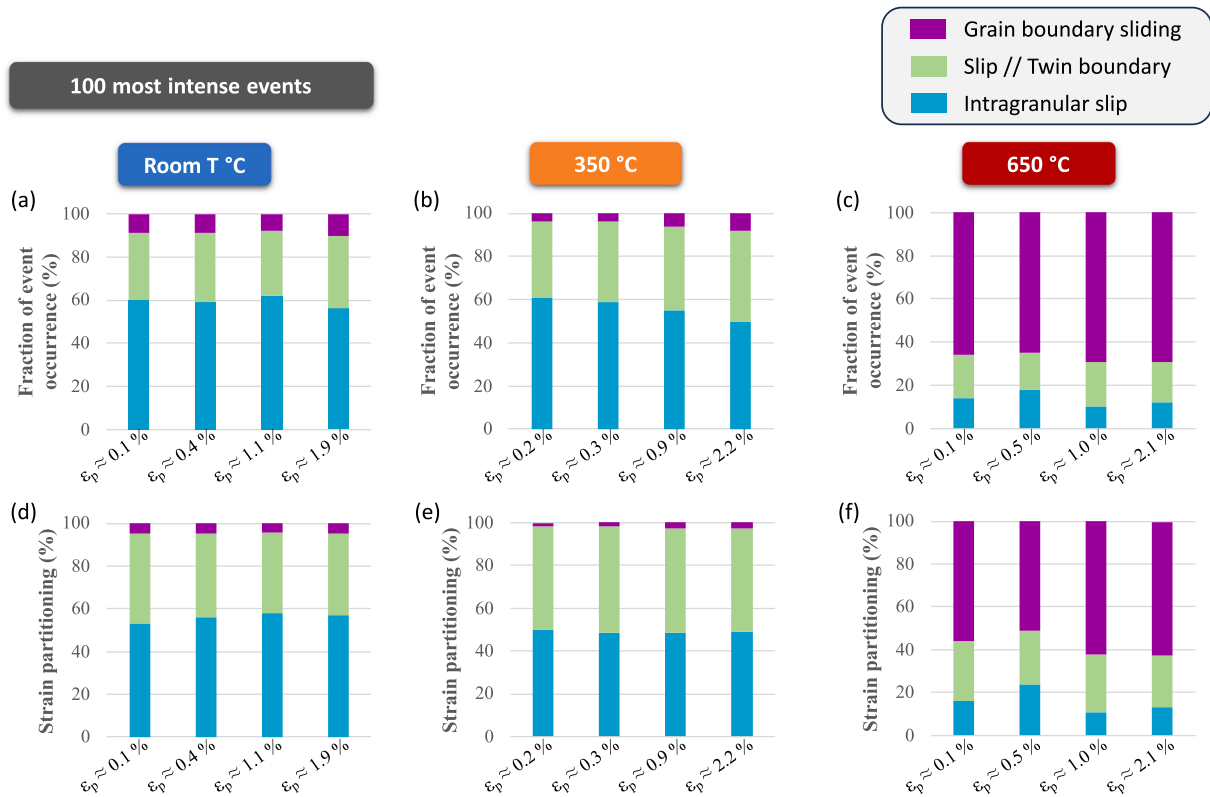 Grain boundary sliding
Slip // Twin boundary
Intragranular slip
100 most intense events
Room T °C
350 °C
650 °C
(a)
Fraction of event
occurrence (%)
100
80
60
40
20
0
εp ≈ 0.1 %
εp ≈ 0.4 %
εp ≈ 1.1 %
εp ≈ 1.9 %
(b)
Fraction of event
occurrence (%)
100
80
60
40
20
0
εp ≈ 0.2 %
εp ≈ 0.3 %
εp ≈ 0.9 %
εp ≈ 2.2 %
(c)
Fraction of event
occurrence (%)
100
80
60
40
20
0
εp ≈ 0.1 %
εp ≈ 0.5 %
εp ≈ 1.0 %
εp ≈ 2.1 %
(d)
Strain partitioning (%)
100
80
60
40
20
0
εp ≈ 0.1 %
εp ≈ 0.4 %
εp ≈ 1.1 %
εp ≈ 1.9 %
(e)
Strain partitioning (%)
100
80
60
40
20
0
εp ≈ 0.2 %
εp ≈ 0.3 %
εp ≈ 0.9 %
εp ≈ 2.2 %
(f)
Strain partitioning (%)
100
80
60
40
20
0
εp ≈ 0.1 %
εp ≈ 0.5 %
εp ≈ 1.0 %
εp ≈ 2.1 %